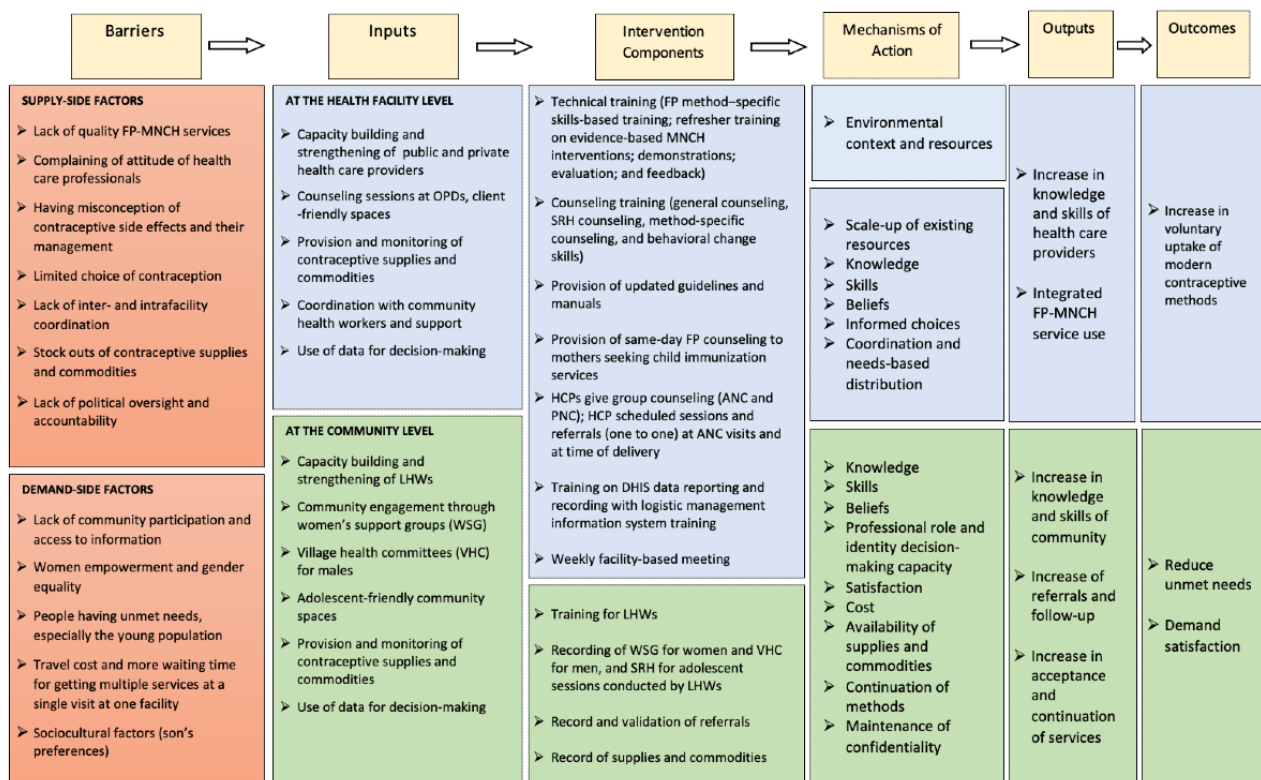 Barriers
Inputs
Intervention
Components
Mechanisms of
Action
Outputs
Outcomes
SUPPLY-SIDE FACTORS
➢ Lack of quality FP-MNCH services
➢ Complaining of attitude of health
care professionals
➢ Having misconception of
contraceptive side effects and their
management
➢ Limited choice of contraception
➢ Lack of inter- and intrafacility
coordination
➢ Stock outs of contraceptive supplies
and commodities
➢ Lack of political oversight and
accountability
DEMAND-SIDE FACTORS
➢ Lack of community participation and
access to information
➢ Women empowerment and gender
equality
➢ People having unmet needs,
especially the young population
➢ Travel cost and more waiting time
for getting multiple services at a
single visit at one facility
➢ Sociocultural factors (son's
preferences)
AT THE HEALTH FACILITY LEVEL
➢ Capacity building and
strengthening of public and private
health care providers
➢ Counseling sessions at OPDs, client
-friendly spaces
➢ Provision and monitoring of
contraceptive supplies and
commodities
➢ Coordination with community
health workers and support
➢ Use of data for decision-making
AT THE COMMUNITY LEVEL
➢ Capacity building and
strengthening of LHWs
➢ Community engagement through
women's support groups (WSG)
➢ Village health committees (VHC)
for males
➢ Adolescent-friendly community
spaces
➢ Provision and monitoring of
contraceptive supplies and
commodities
➢ Use of data for decision-making
➢ Technical training (FP method–specific
skills-based training; refresher training
on evidence-based MNCH
interventions; demonstrations;
evaluation; and feedback)
➢ Counseling training (general counseling,
SRH counseling, method-specific
counseling, and behavioral change
skills)
➢ Provision of updated guidelines and
manuals
➢ Provision of same-day FP counseling to
mothers seeking child immunization
services
➢ HCPs give group counseling (ANC and
PNC); HCP scheduled sessions and
referrals (one to one) at ANC visits and
at time of delivery
➢ Training on DHIS data reporting and
recording with logistic management
information system training
➢ Weekly facility-based meeting
➢ Training for LHWs
➢ Recording of WSG for women and VHC
for men, and SRH for adolescent
sessions conducted by LHWs
➢ Record and validation of referrals
➢ Record of supplies and commodities
➢ Environmental
context and resources
➢ Scale-up of existing
resources
➢ Knowledge
➢ Skills
➢ Beliefs
➢ Informed choices
➢ Coordination and
needs-based
distribution
➢ Knowledge
➢ Skills
➢ Beliefs
➢ Professional role and
identity decision-
making capacity
➢ Satisfaction
➢ Cost
➢ Availability of
supplies and
commodities
➢ Continuation of
methods
➢ Maintenance of
confidentiality
➢ Increase in
knowledge
and skills of
health care
providers
➢ Integrated
FP-MNCH
service use
➢ Increase in
knowledge
and skills of
community
➢ Increase of
referrals and
follow-up
➢ Increase in
acceptance
and
continuation
of services
➢ Increase in
voluntary
uptake of
modern
contraceptive
methods
➢ Reduce
unmet needs
➢ Demand
satisfaction